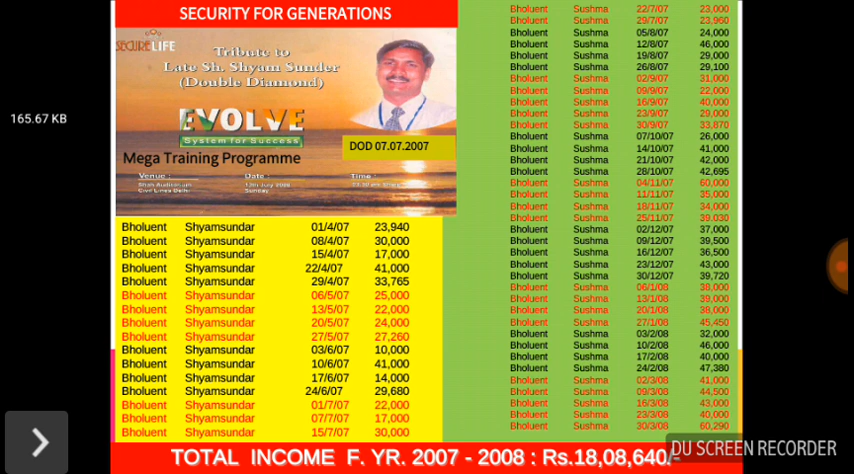 165.67 KB
SECURITY FOR GENERATIONS
SECURE LIFE
Tribute to
Late Sh. Shyam Sunder
(Double Diamond)
EVOLVE
System for Success
DOD 07.07.2007
Mega Training Programme
Venue : Date : Time :
Civil Lines Delhi Sunday
Bholuent Shyamsundar 01/4/07 23,940
Bholuent Shyamsundar 08/4/07 30,000
Bholuent Shyamsundar 15/4/07 17,000
Bholuent Shyamsundar 22/4/07 41,000
Bholuent Shyamsundar 29/4/07 33,765
Bholuent Shyamsundar 06/5/07 25,000
Bholuent Shyamsundar 13/5/07 22,000
Bholuent Shyamsundar 20/5/07 24,000
Bholuent Shyamsundar 27/5/07 27,260
Bholuent Shyamsundar 03/6/07 10,000
Bholuent Shyamsundar 10/6/07 41,000
Bholuent Shyamsundar 17/6/07 14,000
Bholuent Shyamsundar 24/6/07 29,680
Bholuent Shyamsundar 01/7/07 22,000
Bholuent Shyamsundar 07/7/07 17,000
Bholuent Shyamsundar 15/7/07 30,000
Bholuent Sushma 22/7/07 23,000
Bholuent Sushma 29/7/07 23,960
Bholuent Sushma 05/8/07 24,000
Bholuent Sushma 12/8/07 46,000
Bholuent Sushma 19/8/07 29,000
Bholuent Sushma 26/8/07 29,100
Bholuent Sushma 02/9/07 31,000
Bholuent Sushma 09/9/07 22,000
Bholuent Sushma 16/9/07 40,000
Bholuent Sushma 23/9/07 29,000
Bholuent Sushma 30/9/07 33,870
Bholuent Sushma 07/10/07 26,000
Bholuent Sushma 14/10/07 41,000
Bholuent Sushma 21/10/07 42,000
Bholuent Sushma 28/10/07 42,695
Bholuent Sushma 04/11/07 60,000
Bholuent Sushma 11/11/07 35,000
Bholuent Sushma 18/11/07 34,000
Bholuent Sushma 25/11/07 39.030
Bholuent Sushma 02/12/07 37,000
Bholuent Sushma 09/12/07 39,500
Bholuent Sushma 16/12/07 36,500
Bholuent Sushma 23/12/07 43,000
Bholuent Sushma 30/12/07 39,720
Bholuent Sushma 06/1/08 38,000
Bholuent Sushma 13/1/08 39,000
Bholuent Sushma 20/1/08 38,000
Bholuent Sushma 27/1/08 45,450
Bholuent Sushma 03/2/08 32,000
Bholuent Sushma 10/2/08 46,000
Bholuent Sushma 17/2/08 40,000
Bholuent Sushma 24/2/08 47,380
Bholuent Sushma 02/3/08 41,000
Bholuent Sushma 09/3/08 44,500
Bholuent Sushma 16/3/08 43,000
Bholuent Sushma 23/3/08 40,000
Bholuent Sushma 30/3/08 60,290
TOTAL INCOME F. YR. 2007 - 2008 : Rs.18,08,640/-
DU SCREEN RECORDER